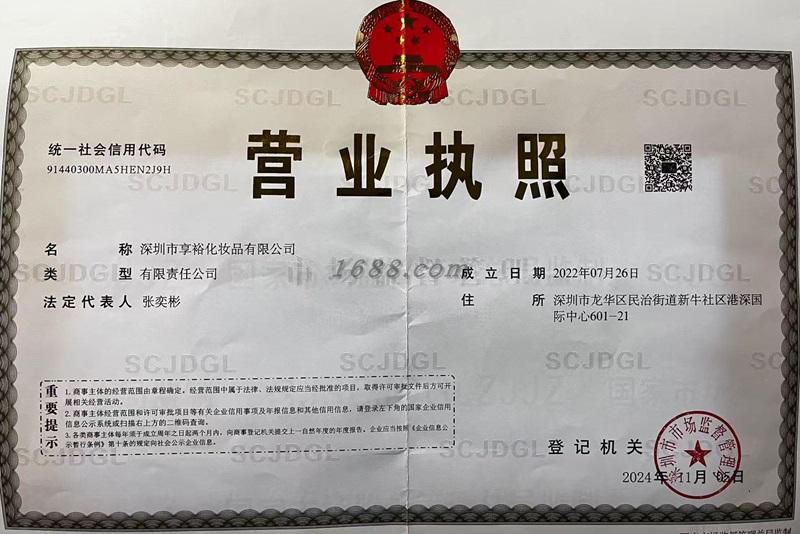 营业执照
统一社会信用代码
91440300MA5HEN2J9H
名 称 深圳市享裕化妆品有限公司
类 型 有限责任公司
法定代表人 张奕彬
成立日期 2022年07月26日
住 所 深圳市龙华区民治街道新牛社区港深国
际中心601-21
1688.com
重要提示
1. 商事主体的经营范围由章程确定。经营范围中属于法律、法规规定应当经批准的项目，取得许可审批文件后方可开
展相关经营活动。
2. 商事主体经营范围和许可审批项目等有关企业信用事项及年报信息和其他信用信息，请登录左下角的国家企业信用
信息公示系统或扫描右上方的二维码查询。
3. 各类商事主体每年须于成立周年之日起两个月内，向商事登记机关提交上一自然年度的年度报告。企业应当按照《企业信息公
示暂行条例》第十条的规定向社会公示企业信息。
登记机关
深圳市市场监督管理局
2024年11月05日
SCJDGL